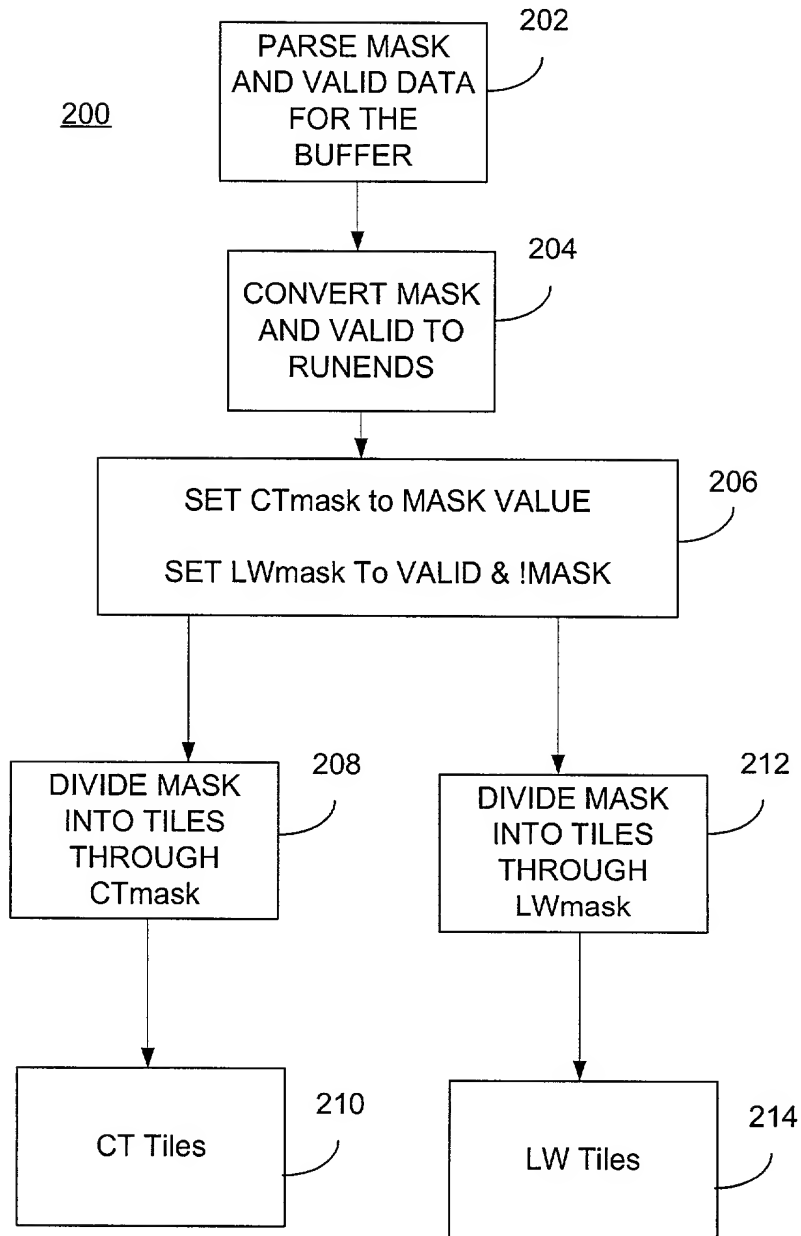 200
PARSE MASK
AND VALID DATA
FOR THE
BUFFER
202
CONVERT MASK
AND VALID TO
RUNENDS
204
SET CTmask to MASK VALUE
SET LWmask To VALID & !MASK
206
DIVIDE MASK
INTO TILES
THROUGH
CTmask
208
DIVIDE MASK
INTO TILES
THROUGH
LWmask
212
CT Tiles
210
LW Tiles
214